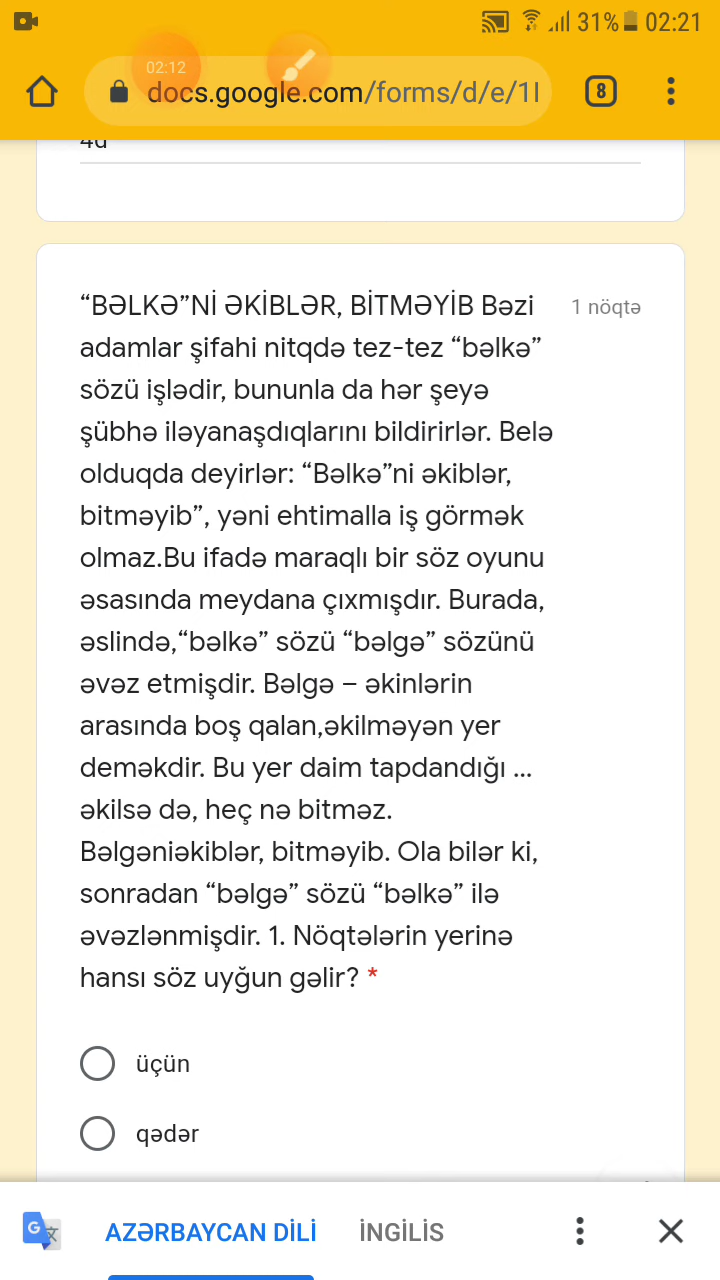 31% 02:21
02:12
docs.google.com/forms/d/e/1I
8
4d
“BƏLKƏ”Nİ ƏKİBLƏR, BİTMƏYİB Bəzi
1 nöqtə
adamlar şifahi nitqdə tez-tez “bəlkə”
sözü işlədir, bununla da hər şeyə
şübhə iləyanaşdıqlarını bildirirlər. Belə
olduqda deyirlər: “Bəlkə”ni əkiblər,
bitməyib”, yəni ehtimalla iş görmək
olmaz.Bu ifadə maraqlı bir söz oyunu
əsasında meydana çıxmışdır. Burada,
əslində,“bəlkə” sözü “bəlgə” sözünü
əvəz etmişdir. Bəlgə – əkinlərin
arasında boş qalan,əkilməyən yer
deməkdir. Bu yer daim tapdandığı ...
əkilsə də, heç nə bitməz.
Bəlgəniəkiblər, bitməyib. Ola bilər ki,
sonradan “bəlgə” sözü “bəlkə” ilə
əvəzlənmişdir. 1. Nöqtələrin yerinə
hansı söz uyğun gəlir? *
üçün
qədər
G
AZƏRBAYCAN DİLİ
İNGİLİS